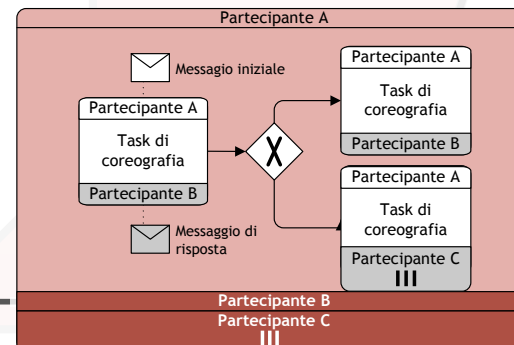 Partecipante A
Messagio iniziale
Partecipante A
Task di
coreografia
Partecipante B
Messaggio di
risposta
X
Partecipante A
Task di
coreografia
Partecipante B
Partecipante A
Task di
coreografia
Partecipante C
Partecipante B
Partecipante C